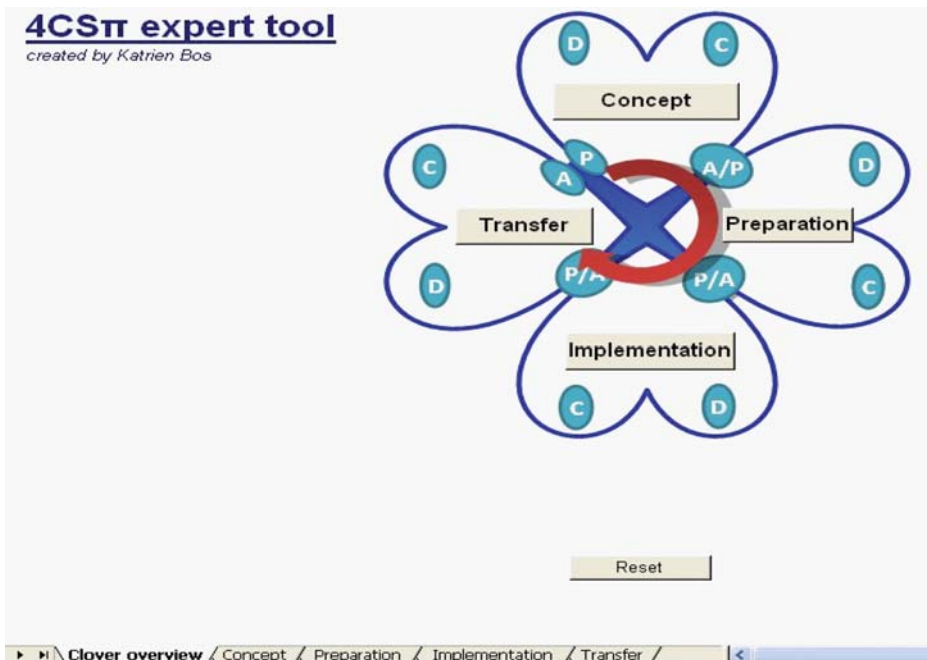 4CSπ expert tool
created by Katrien Bos
D
C
Concept
P
A
A/P
C
D
Transfer
Preparation
D
P/A
P/A
C
Implementation
C
D
Reset
Clover overview / Concept / Preparation / Implementation / Transfer /